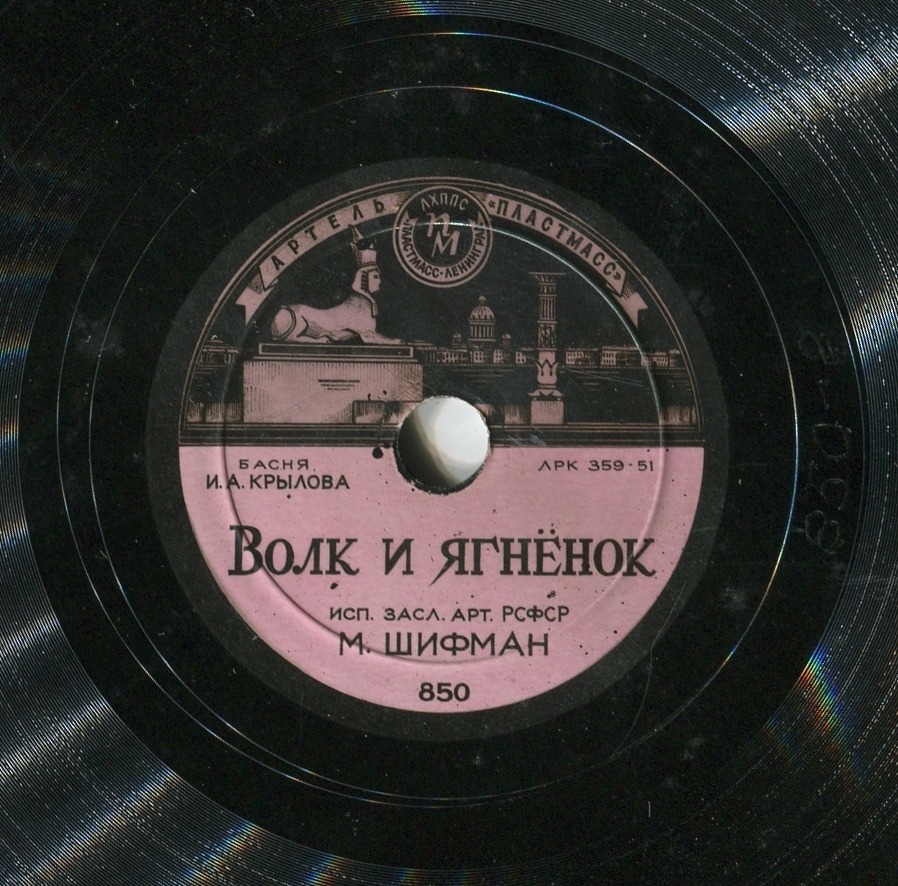 АРТЕЛЬ «ПЛАСТМАСС»
ЛХППС
ПМ
ПЛАСТМАСС-ЛЕНИНГРАД
БАСНЯ
И. А. КРЫЛОВА
ЛРК 359-51
Волк и ягнёнок
ИСП. ЗАСЛ. АРТ. РСФСР
М. ШИФМАН
850